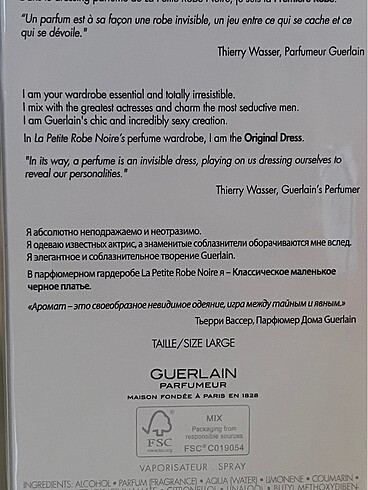 "Un parfum est à sa façon une robe invisible, un jeu entre ce qui se cache et ce
qui se dévoile."
Thierry Wasser, Parfumeur Guerlain
I am your wardrobe essential and totally irresistible.
I mix with the greatest actresses and charm the most seductive men.
I am Guerlain's chic and incredibly sexy creation.
In La Petite Robe Noire's perfume wardrobe, I am the Original Dress.
"In its way, a perfume is an invisible dress, playing on us dressing ourselves to
reveal our personalities."
Thierry Wasser, Guerlain's Perfumer
Я абсолютно неподражаемо и неотразимо.
Я одеваю известных актрис, а знаменитые соблазнители оборачиваются мне вслед.
Я элегантное и соблазнительное творение Guerlain.
В парфюмерном гардеробе La Petite Robe Noire я – Классическое маленькое
черное платье.
«Аромат – это своеобразное невидимое одеяние, игра между тайным и явным.»
Тьерри Вассер, Парфюмер Дома Guerlain
TAILLE/SIZE LARGE
GUERLAIN
PARFUMEUR
MAISON FONDÉE À PARIS EN 1828
FSC
www.fsc.org
MIX
Packaging from
responsible sources
FSC® C019054
VAPORISATEUR SPRAY
INGREDIENTS: ALCOHOL • PARFUM (FRAGRANCE) • AQUA (WATER) • LIMONENE • COUMARIN •